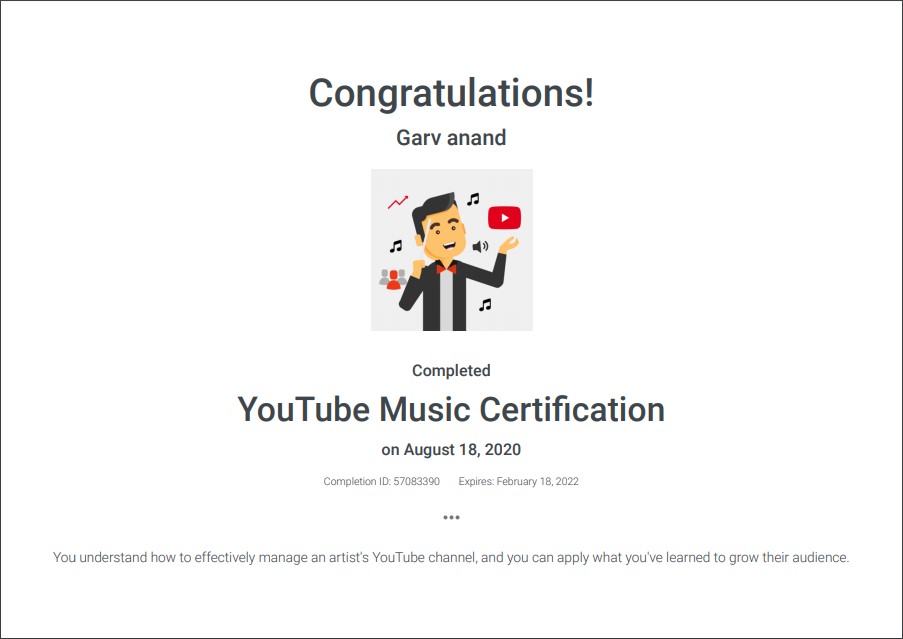 Congratulations!
Garv anand
Completed
YouTube Music Certification
on August 18, 2020
Completion ID: 57083390 Expires: February 18, 2022
•••
You understand how to effectively manage an artist's YouTube channel, and you can apply what you've learned to grow their audience.